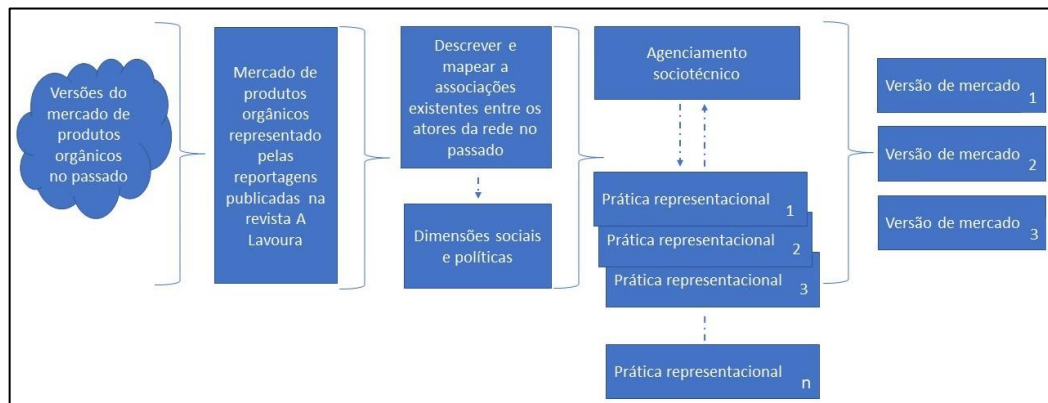 Versões do
mercado de
produtos
orgânicos
no passado
Mercado de
produtos
orgânicos
representado
pelas
reportagens
publicadas na
revista A
Lavoura
Descrever e
mapear a
associações
existentes entre os
atores da rede no
passado
Dimensões sociais
e políticas
Agenciamento
sociotécnico
Prática representacional 1
Prática representacional 2
Prática representacional 3
Prática representacional n
Versão de mercado 1
Versão de mercado 2
Versão de mercado 3